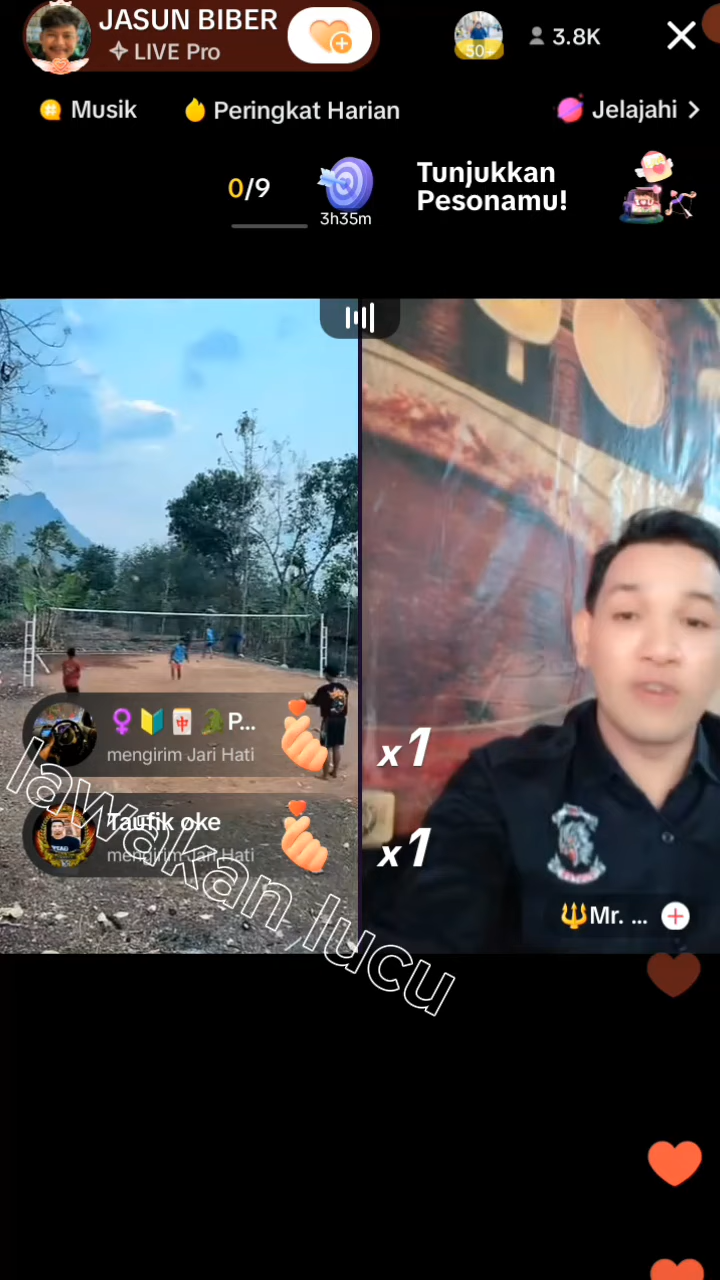 JASUN BIBER
LIVE Pro
50+
3.8K
Musik
Peringkat Harian
Jelajahi >
0/9
3h35m
Tunjukkan
Pesonamu!
P...
mengirim Jari Hati
x1
Taufik oke
mengirim Jari Hati
x1
lawakan lucu
Mr. ...